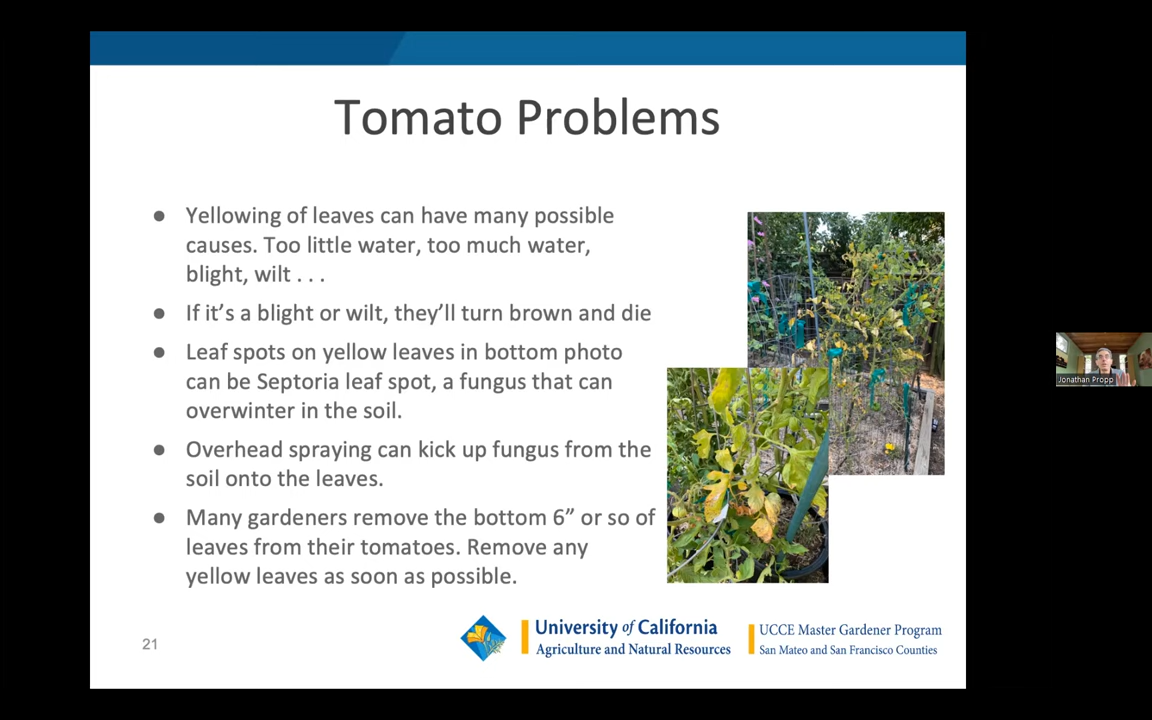 Tomato Problems
● Yellowing of leaves can have many possible
causes. Too little water, too much water,
blight, wilt . . .
● If it’s a blight or wilt, they’ll turn brown and die
● Leaf spots on yellow leaves in bottom photo
can be Septoria leaf spot, a fungus that can
overwinter in the soil.
● Overhead spraying can kick up fungus from the
soil onto the leaves.
● Many gardeners remove the bottom 6” or so of
leaves from their tomatoes. Remove any
yellow leaves as soon as possible.
Jonathan Propp
21
University of California
Agriculture and Natural Resources
UCCE Master Gardener Program
San Mateo and San Francisco Counties